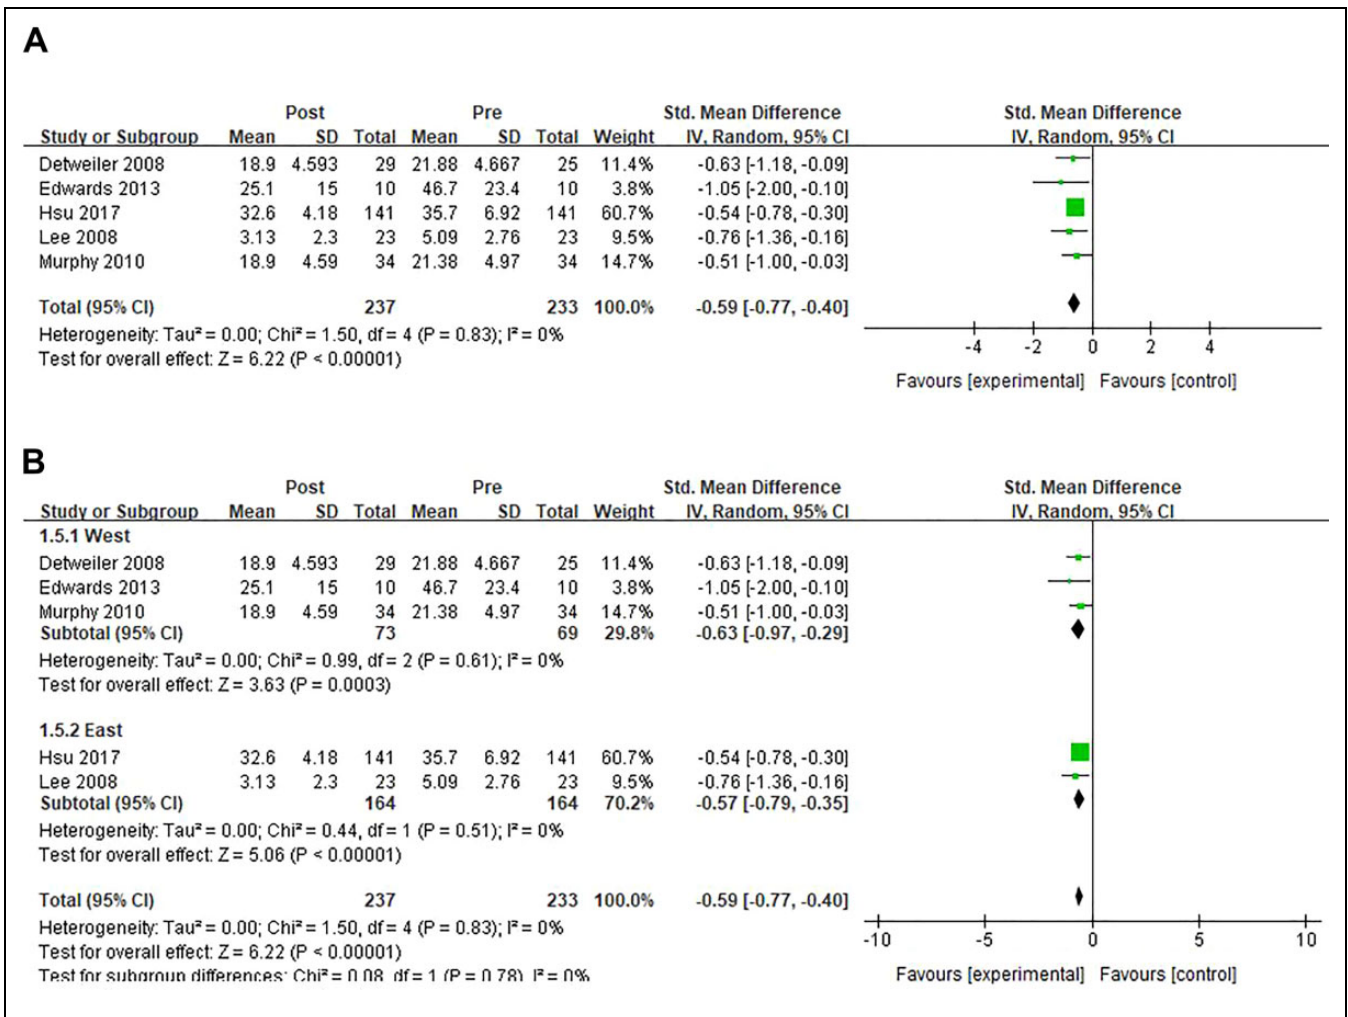 A
Post Pre Std. Mean Difference Std. Mean Difference
Study or Subgroup Mean SD Total Mean SD Total Weight IV, Random, 95% CI IV, Random, 95% CI
Detweiler 2008 18.9 4.593 29 21.88 4.667 25 11.4% -0.63 [-1.18, -0.09]
Edwards 2013 25.1 15 10 46.7 23.4 10 3.8% -1.05 [-2.00, -0.10]
Hsu 2017 32.6 4.18 141 35.7 6.92 141 60.7% -0.54 [-0.78, -0.30]
Lee 2008 3.13 2.3 23 5.09 2.76 23 9.5% -0.76 [-1.36, -0.16]
Murphy 2010 18.9 4.59 34 21.38 4.97 34 14.7% -0.51 [-1.00, -0.03]
Total (95% CI) 237 233 100.0% -0.59 [-0.77, -0.40]
Heterogeneity: Tau² = 0.00; Chi² = 1.50, df = 4 (P = 0.83); I² = 0%
Test for overall effect: Z = 6.22 (P < 0.00001)
-4 -2 0 2 4
Favours [experimental] Favours [control]
B
Post Pre Std. Mean Difference Std. Mean Difference
Study or Subgroup Mean SD Total Mean SD Total Weight IV, Random, 95% CI IV, Random, 95% CI
1.5.1 West
Detweiler 2008 18.9 4.593 29 21.88 4.667 25 11.4% -0.63 [-1.18, -0.09]
Edwards 2013 25.1 15 10 46.7 23.4 10 3.8% -1.05 [-2.00, -0.10]
Murphy 2010 18.9 4.59 34 21.38 4.97 34 14.7% -0.51 [-1.00, -0.03]
Subtotal (95% CI) 73 69 29.8% -0.63 [-0.97, -0.29]
Heterogeneity: Tau² = 0.00; Chi² = 0.99, df = 2 (P = 0.61); I² = 0%
Test for overall effect: Z = 3.63 (P = 0.0003)
1.5.2 East
Hsu 2017 32.6 4.18 141 35.7 6.92 141 60.7% -0.54 [-0.78, -0.30]
Lee 2008 3.13 2.3 23 5.09 2.76 23 9.5% -0.76 [-1.36, -0.16]
Subtotal (95% CI) 164 164 70.2% -0.57 [-0.79, -0.35]
Heterogeneity: Tau² = 0.00; Chi² = 0.44, df = 1 (P = 0.51); I² = 0%
Test for overall effect: Z = 5.06 (P < 0.00001)
Total (95% CI) 237 233 100.0% -0.59 [-0.77, -0.40]
Heterogeneity: Tau² = 0.00; Chi² = 1.50, df = 4 (P = 0.83); I² = 0%
Test for overall effect: Z = 6.22 (P < 0.00001)
Test for subgroup differences: Chi² = 0.08, df = 1 (P = 0.78), I² = 0%
-10 -5 0 5 10
Favours [experimental] Favours [control]